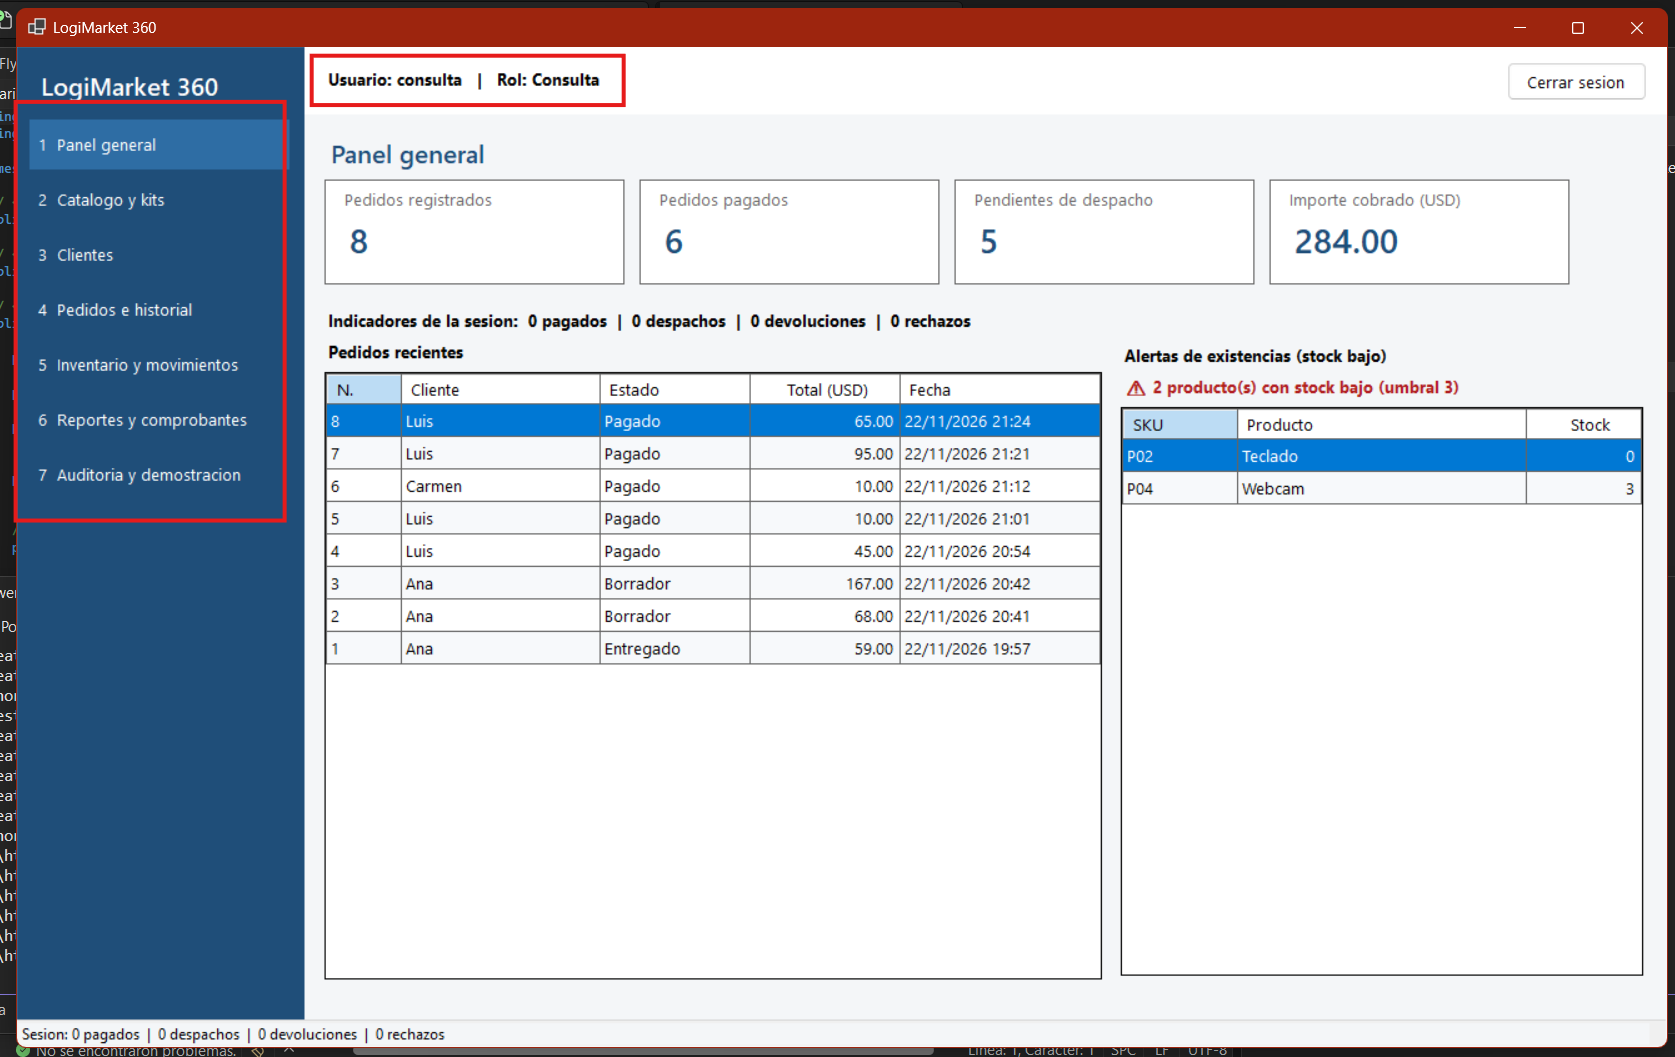 LogiMarket 360
LogiMarket 360
Usuario: consulta | Rol: Consulta
Cerrar sesion
1 Panel general
2 Catalogo y kits
3 Clientes
4 Pedidos e historial
5 Inventario y movimientos
6 Reportes y comprobantes
7 Auditoria y demostracion
Panel general
Pedidos registrados
8
Pedidos pagados
6
Pendientes de despacho
5
Importe cobrado (USD)
284.00
Indicadores de la sesion: 0 pagados | 0 despachos | 0 devoluciones | 0 rechazos
Pedidos recientes
N. Cliente Estado Total (USD) Fecha
8 Luis Pagado 65.00 22/11/2026 21:24
7 Luis Pagado 95.00 22/11/2026 21:21
6 Carmen Pagado 10.00 22/11/2026 21:12
5 Luis Pagado 10.00 22/11/2026 21:01
4 Luis Pagado 45.00 22/11/2026 20:54
3 Ana Borrador 167.00 22/11/2026 20:42
2 Ana Borrador 68.00 22/11/2026 20:41
1 Ana Entregado 59.00 22/11/2026 19:57
Alertas de existencias (stock bajo)
⚠ 2 producto(s) con stock bajo (umbral 3)
SKU Producto Stock
P02 Teclado 0
P04 Webcam 3
Sesion: 0 pagados | 0 despachos | 0 devoluciones | 0 rechazos
No se encontraron problemas.
Línea: 1, Carácter: 1 SPC LF UTF-8